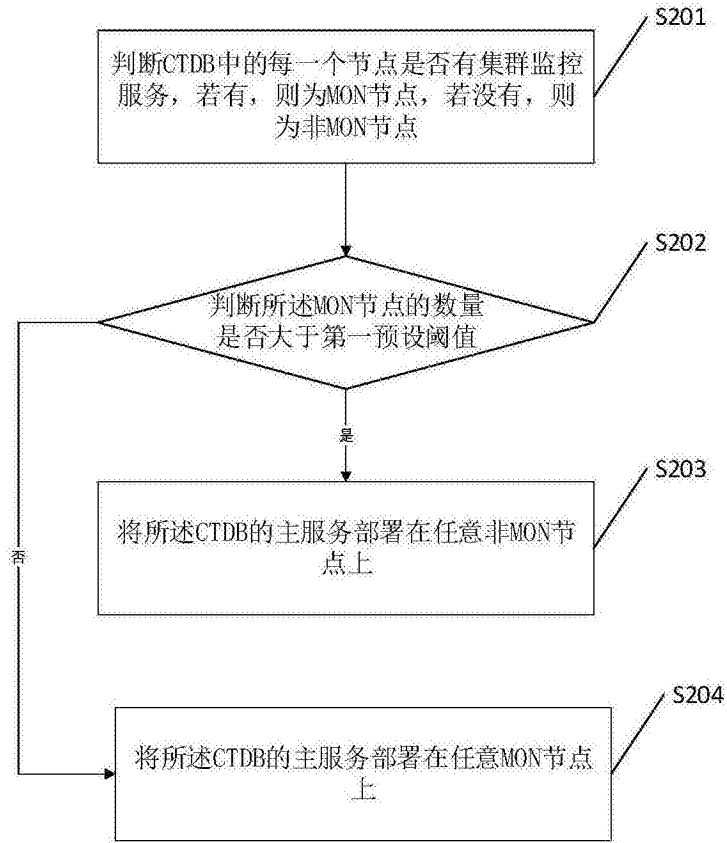 S201
判断CTDB中的每一个节点是否有集群监控
服务，若有，则为MON节点，若没有，则
为非MON节点
S202
判断所述MON节点的数量
是否大于第一预设阈值
是
S203
将所述CTDB的主服务部署在任意非MON节
点上
否
S204
将所述CTDB的主服务部署在任意MON节点
上